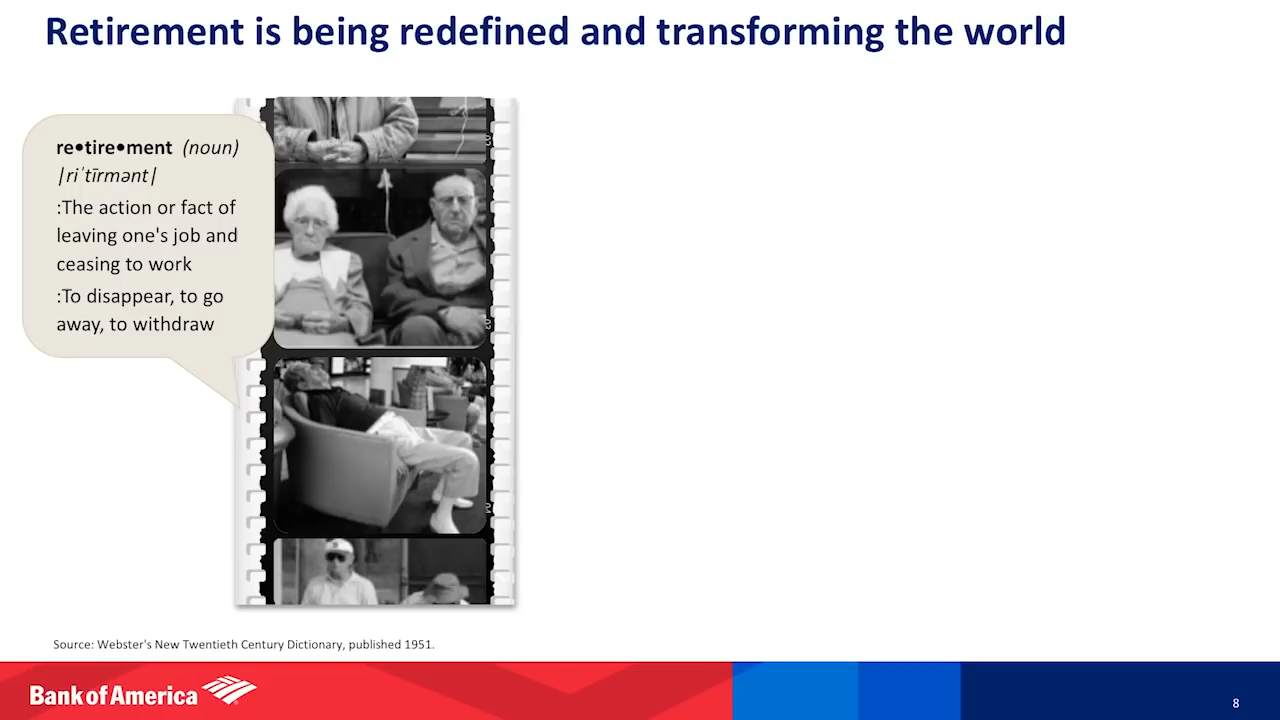 Retirement is being redefined and transforming the world
re•tire•ment (noun)
|riˈtīrmənt|
:The action or fact of
leaving one's job and
ceasing to work
:To disappear, to go
away, to withdraw
Source: Webster's New Twentieth Century Dictionary, published 1951.
Bank of America
8